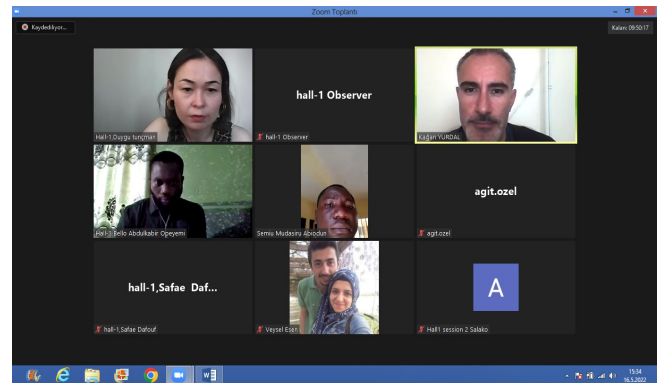 Zoom Toplantı
Kaydediliyor...
Kalan: 09:50:17
Hall-1,Duygu tunçman
hall-1 Observer
hall-1 Observer
Kağan YURDAL
Hall-1 Bello Abdulkabir Opeyemi
Semiu Mudasiru Abiodun
agit.ozel
agit.ozel
hall-1,Safae Daf...
hall-1,Safae Dafouf
Veysel Esen
A
Hall1 session 2 Salako
15:34
16.5.2022